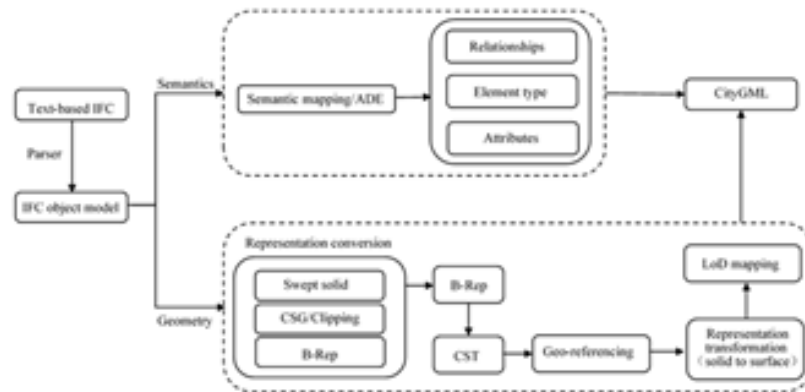 Relationships
Semantics
Semantic mapping/ADE
Element type
CityGML
Text-based IFC
Attributes
Parser
IFC object model
Representation conversion
LoD mapping
Swept solid
B-Rep
CSG/Clipping
Geometry
B-Rep
CST
Geo-referencing
Representation
transformation
(solid to surface)